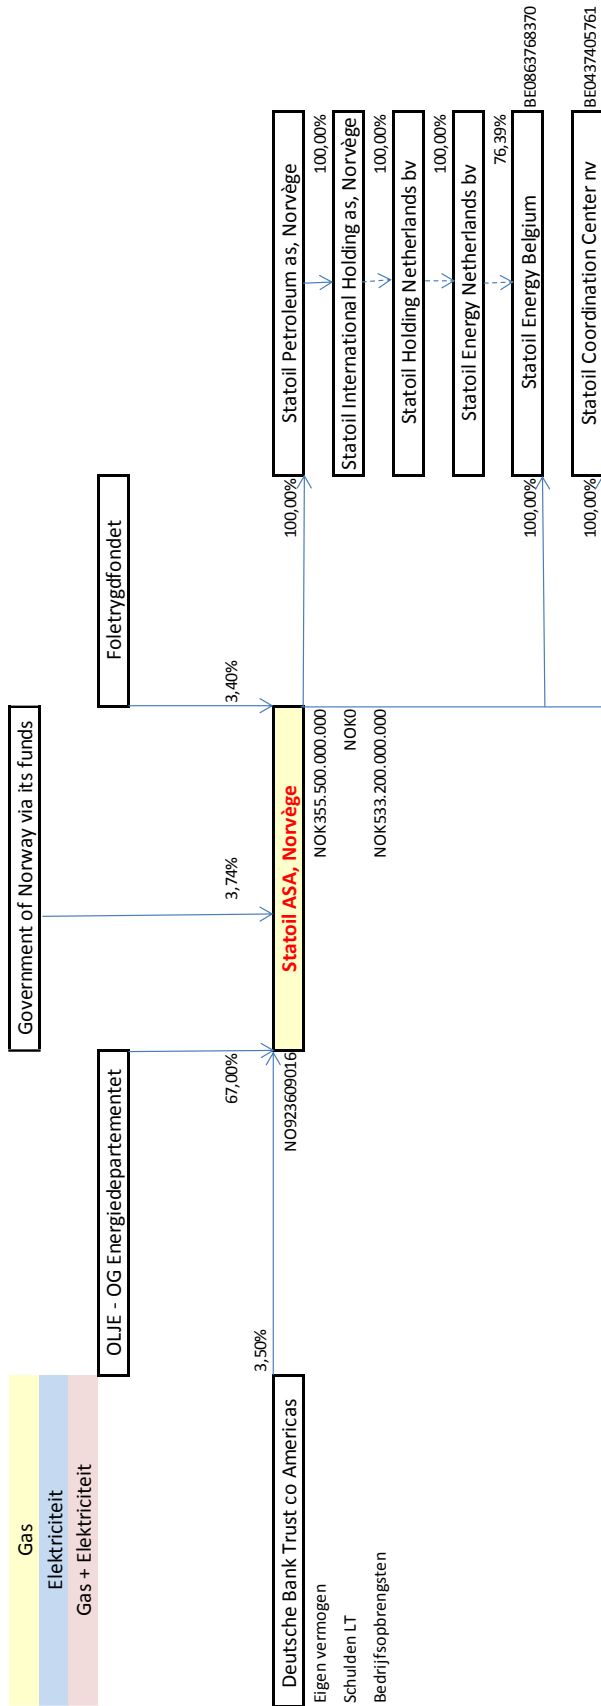 Gas
Elektriciteit
Gas + Elektriciteit
Government of Norway via its funds
OLJE - OG Energiedepartementet
Foletrygdfondet
67,00%
3,74%
3,40%
3,50%
Deutsche Bank Trust co Americas
Statoil ASA, Norvège
Statoil Petroleum as, Norvège
NO923609016
100,00%
100,00%
Eigen vermogen
NOK355.500.000.000
Statoil International Holding as, Norvège
Schulden LT
NOK0
100,00%
Bedrijfsopbrengsten
NOK533.200.000.000
Statoil Holding Netherlands bv
100,00%
Statoil Energy Netherlands bv
76,39%
100,00%
Statoil Energy Belgium
BE0863768370
100,00%
Statoil Coordination Center nv
BE0437405761